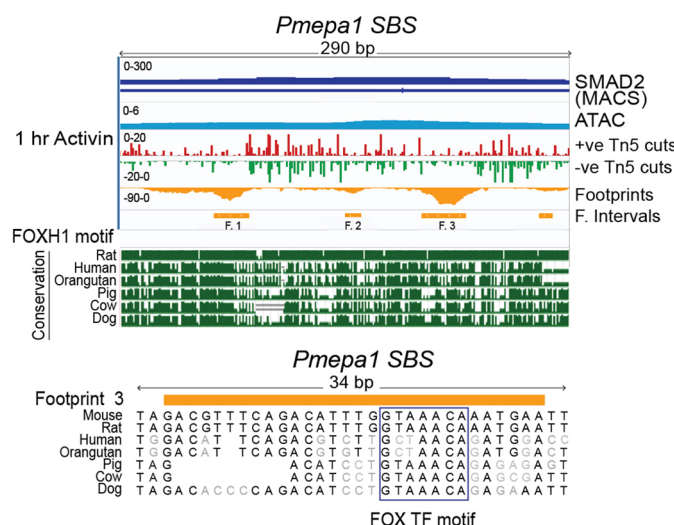 Pmepa1 SBS
290 bp
0-300
SMAD2
(MACS)
0-6
ATAC
1 hr Activin
0-20
+ve Tn5 cuts
-20-0
-ve Tn5 cuts
-90-0
Footprints
F. Intervals
F. 1 F. 2 F. 3
FOXH1 motif
Conservation
Rat
Human
Orangutan
Pig
Cow
Dog
Pmepa1 SBS
34 bp
Footprint 3
Mouse TAGACGTTTCAGACATTTGGTAAACAAATGAATT
Rat TAGACGTTTCAGACATTTGGTAAACAAATGAATT
Human TGGACAT TCAGACGTCTTGCTAACAGATGGACC
Orangutan TGGACAT TCAGACGTGTTGCTAACAGATGGACT
Pig TAG ACATCCTGTAAACAGAGAGAGT
Cow TAG ACATCCTGTAAACAGAGCGATT
Dog TAGACACCCCAGACATCCTGTAAACAGAGAAATT
FOX TF motif